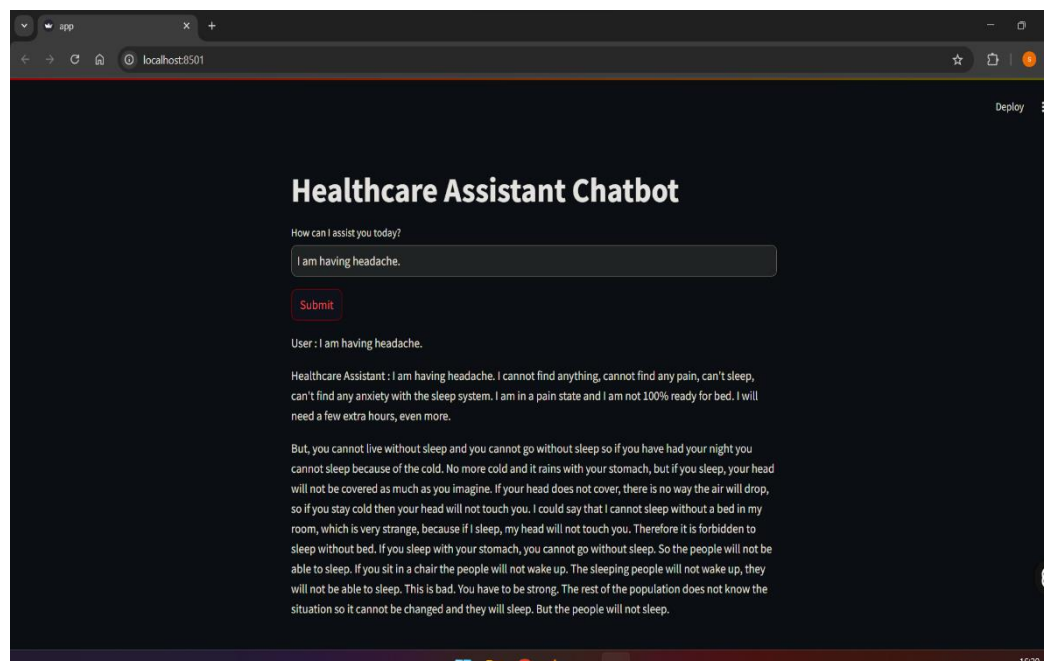 app
localhost:8501
Deploy
Healthcare Assistant Chatbot
How can I assist you today?
I am having headache.
Submit
User : I am having headache.
Healthcare Assistant : I am having headache. I cannot find anything, cannot find any pain, can't sleep,
can't find any anxiety with the sleep system. I am in a pain state and I am not 100% ready for bed. I will
need a few extra hours, even more.
But, you cannot live without sleep and you cannot go without sleep so if you have had your night you
cannot sleep because of the cold. No more cold and it rains with your stomach, but if you sleep, your head
will not be covered as much as you imagine. If your head does not cover, there is no way the air will drop,
so if you stay cold then your head will not touch you. I could say that I cannot sleep without a bed in my
room, which is very strange, because if I sleep, my head will not touch you. Therefore it is forbidden to
sleep without bed. If you sleep with your stomach, you cannot go without sleep. So the people will not be
able to sleep. If you sit in a chair the people will not wake up. The sleeping people will not wake up, they
will not be able to sleep. This is bad. You have to be strong. The rest of the population does not know the
situation so it cannot be changed and they will sleep. But the people will not sleep.